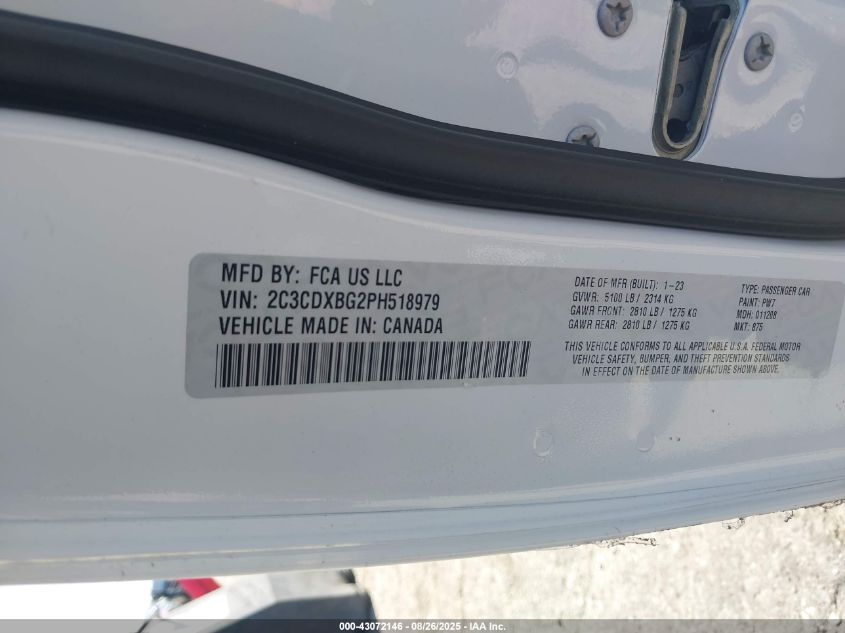 MFD BY: FCA US LLC
VIN: 2C3CDXBG2PH518979
VEHICLE MADE IN: CANADA
DATE OF MFR (BUILT): 1-23
GVWR: 5100 LB / 2314 KG
GAWR FRONT: 2810 LB / 1275 KG
GAWR REAR: 2810 LB / 1275 KG
TYPE: PASSENGER CAR
PAINT: PW7
MDH: 011208
MKT: 875
THIS VEHICLE CONFORMS TO ALL APPLICABLE U.S.A. FEDERAL MOTOR
VEHICLE SAFETY, BUMPER, AND THEFT PREVENTION STANDARDS
IN EFFECT ON THE DATE OF MANUFACTURE SHOWN ABOVE.
000-43072146 - 08/26/2025 - IAA Inc.